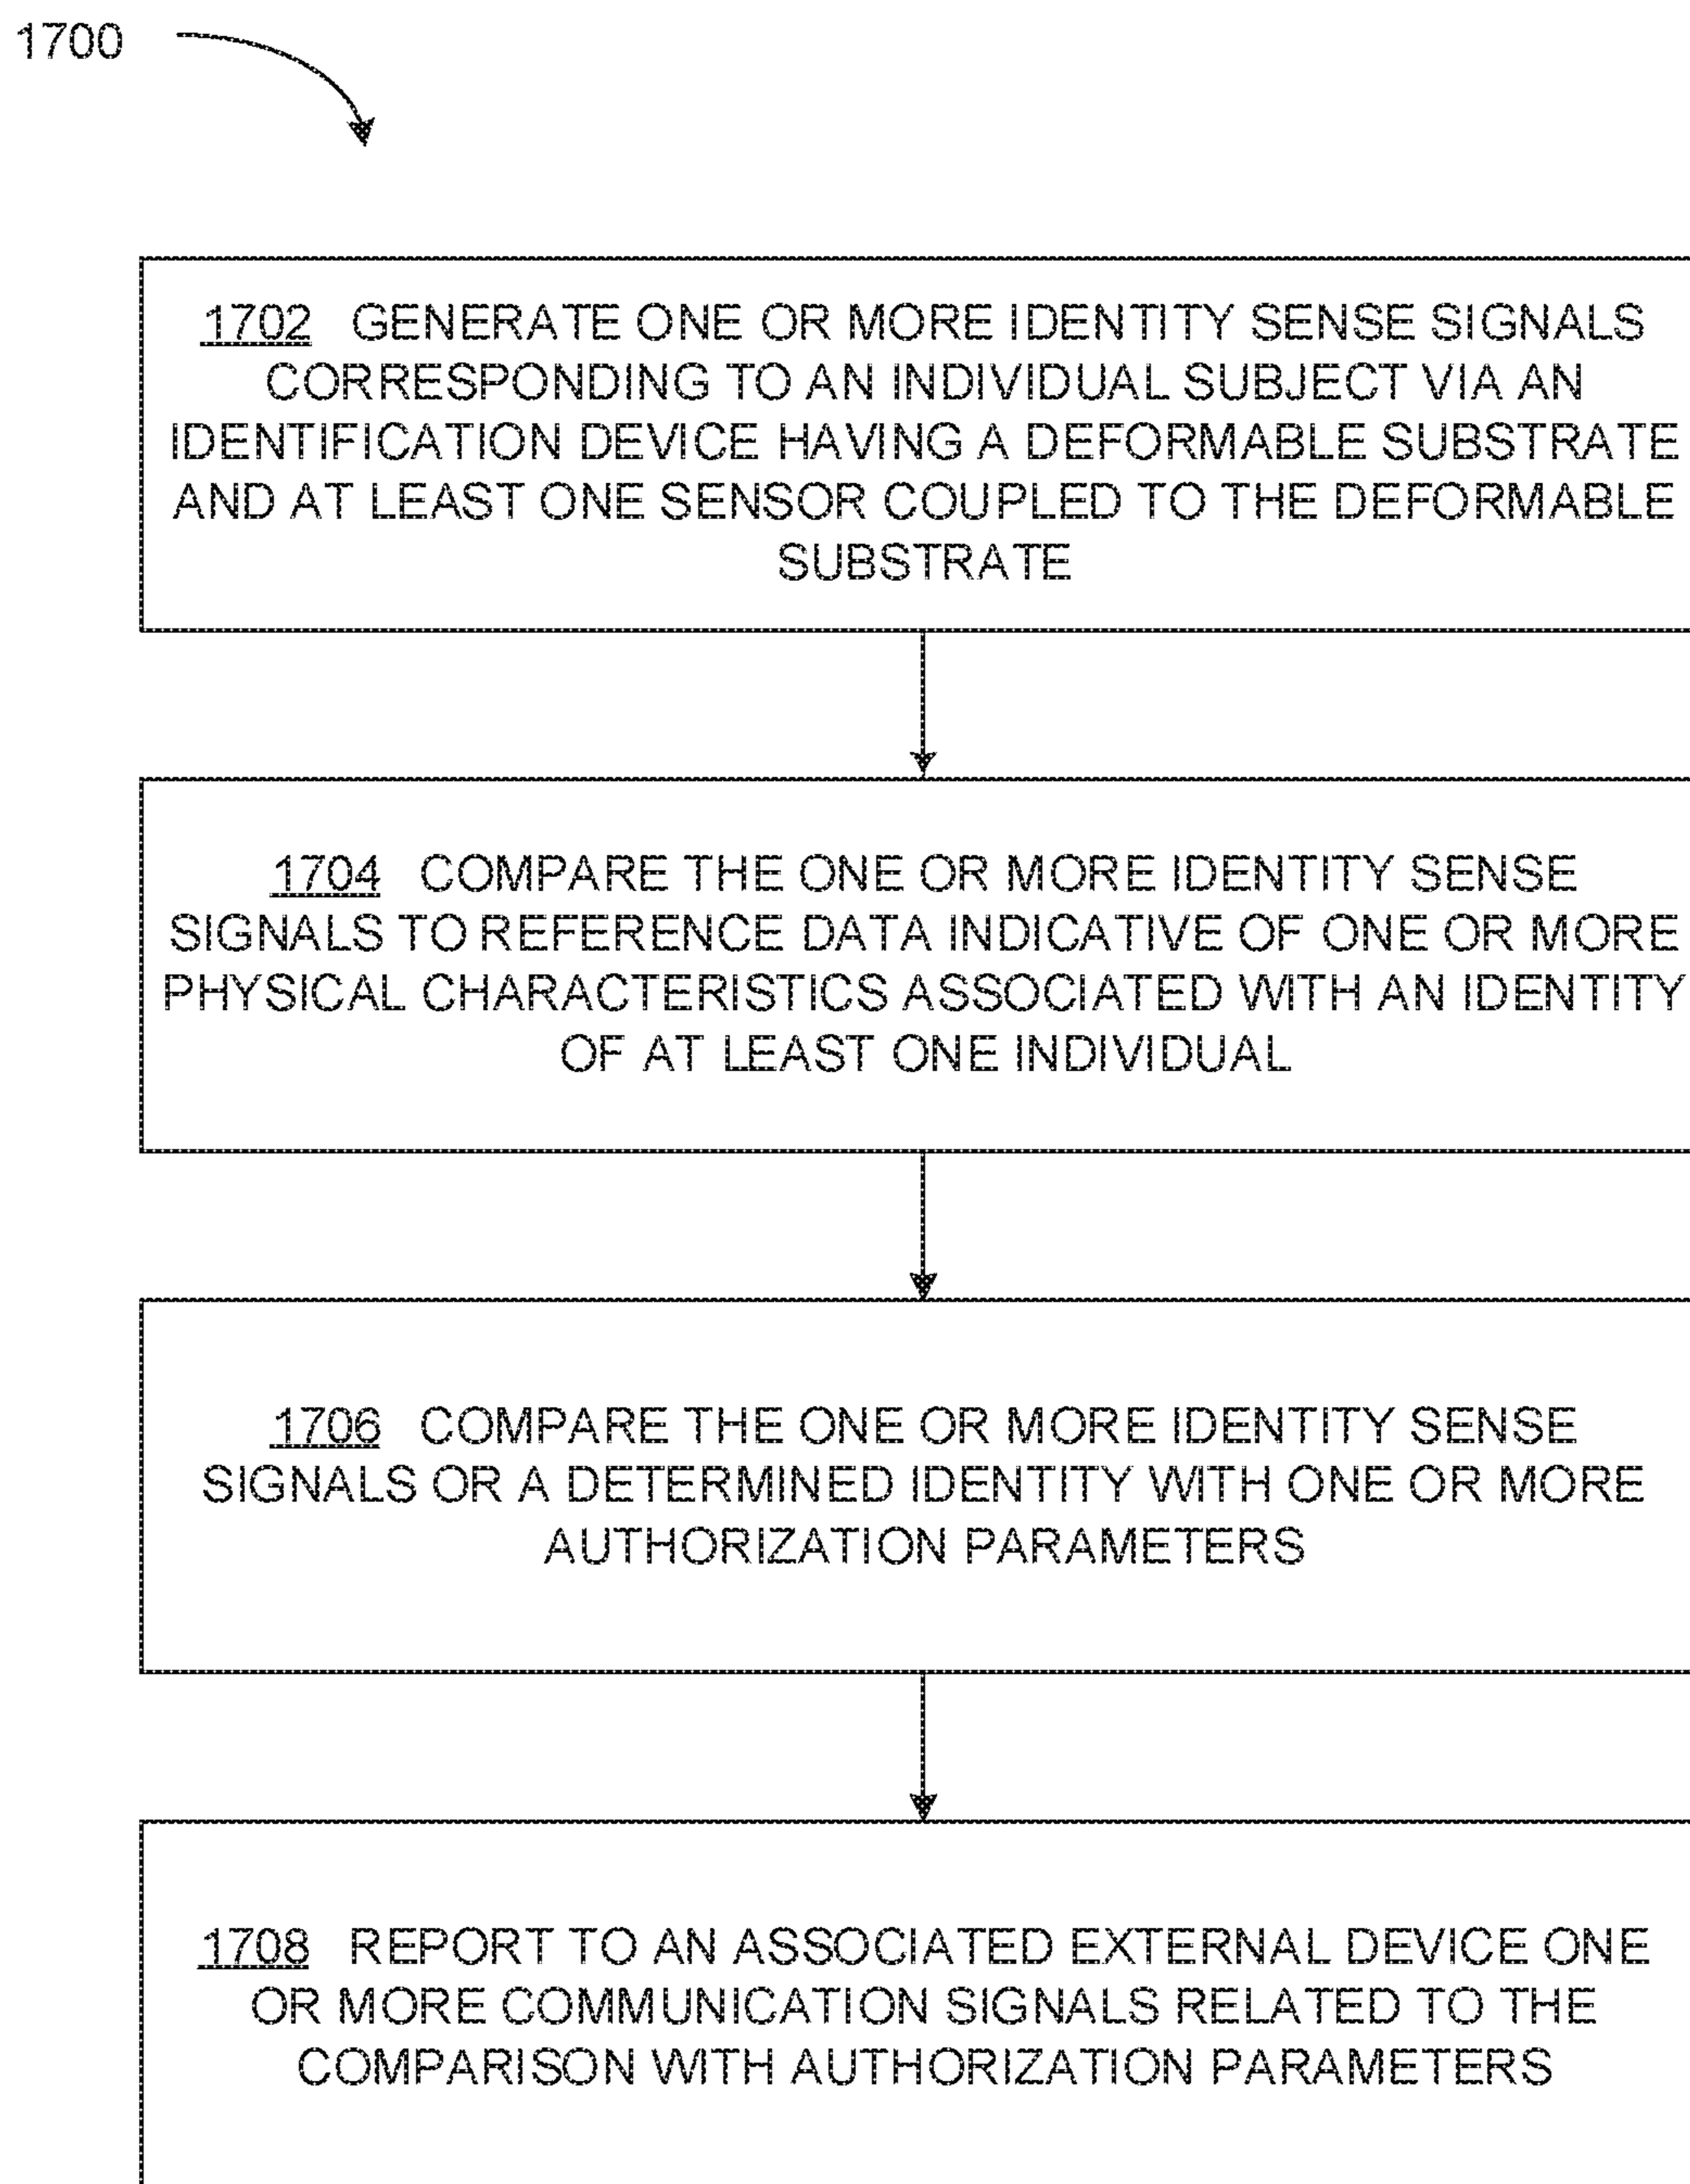 1700
1702 GENERATE ONE OR MORE IDENTITY SENSE SIGNALS
CORRESPONDING TO AN INDIVIDUAL SUBJECT VIA AN
IDENTIFICATION DEVICE HAVING A DEFORMABLE SUBSTRATE
AND AT LEAST ONE SENSOR COUPLED TO THE DEFORMABLE
SUBSTRATE
1704 COMPARE THE ONE OR MORE IDENTITY SENSE
SIGNALS TO REFERENCE DATA INDICATIVE OF ONE OR MORE
PHYSICAL CHARACTERISTICS ASSOCIATED WITH AN IDENTITY
OF AT LEAST ONE INDIVIDUAL
1706 COMPARE THE ONE OR MORE IDENTITY SENSE
SIGNALS OR A DETERMINED IDENTITY WITH ONE OR MORE
AUTHORIZATION PARAMETERS
1708 REPORT TO AN ASSOCIATED EXTERNAL DEVICE ONE
OR MORE COMMUNICATION SIGNALS RELATED TO THE
COMPARISON WITH AUTHORIZATION PARAMETERS